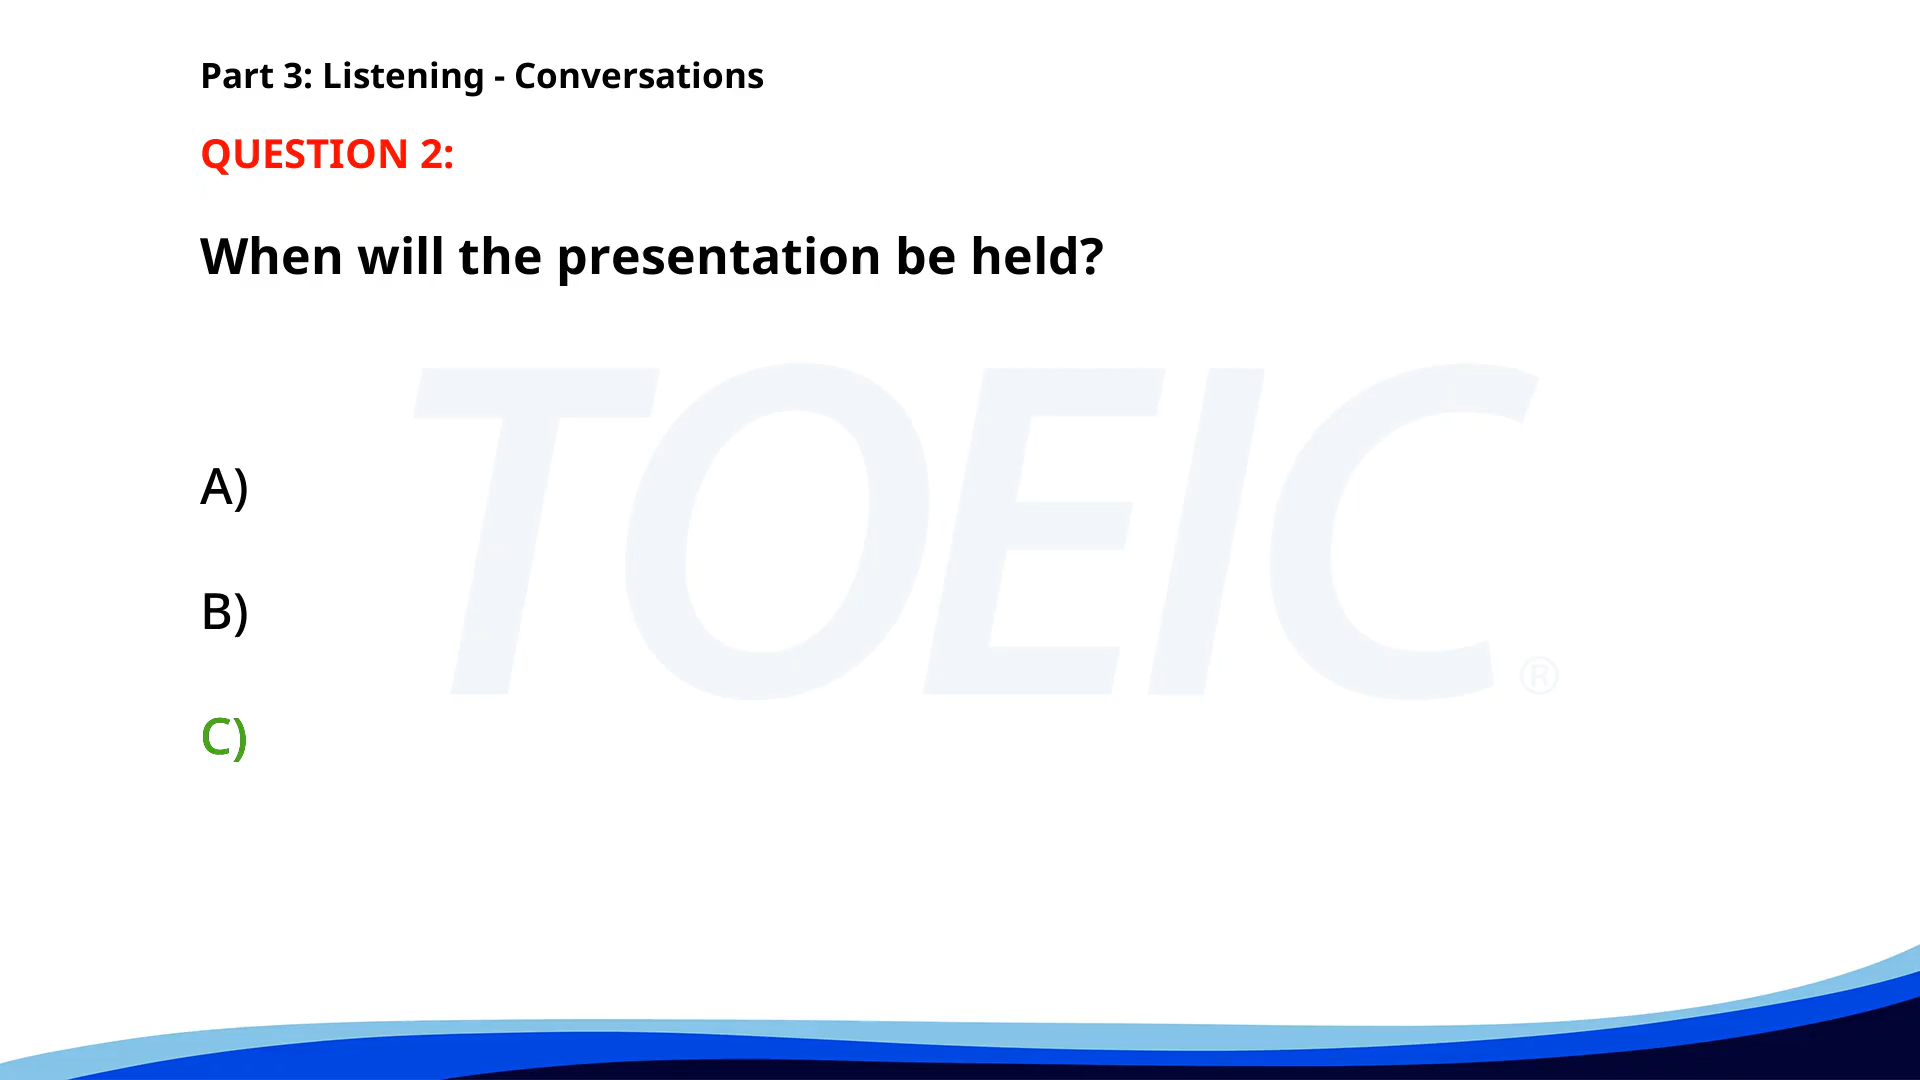 Part 3: Listening - Conversations
QUESTION 2:
When will the presentation be held?
TOEIC®
A)
B)
C)